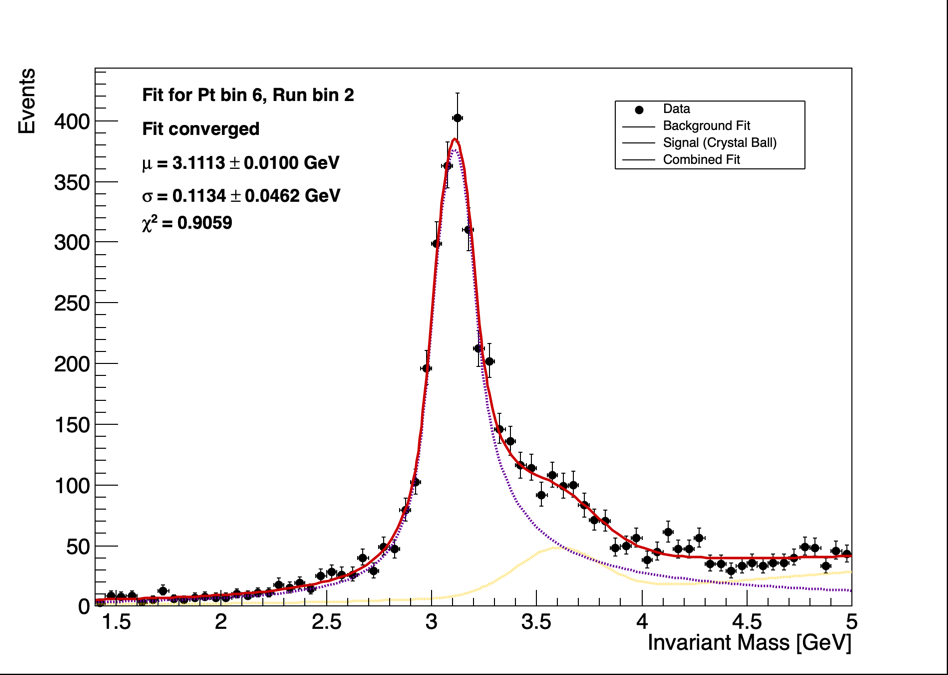 Events
Fit for Pt bin 6, Run bin 2
Fit converged
μ = 3.1113 ± 0.0100 GeV
σ = 0.1134 ± 0.0462 GeV
χ² = 0.9059
Data
Background Fit
Signal (Crystal Ball)
Combined Fit
400
350
300
250
200
150
100
50
0
1.5 2 2.5 3 3.5 4 4.5 5
Invariant Mass [GeV]